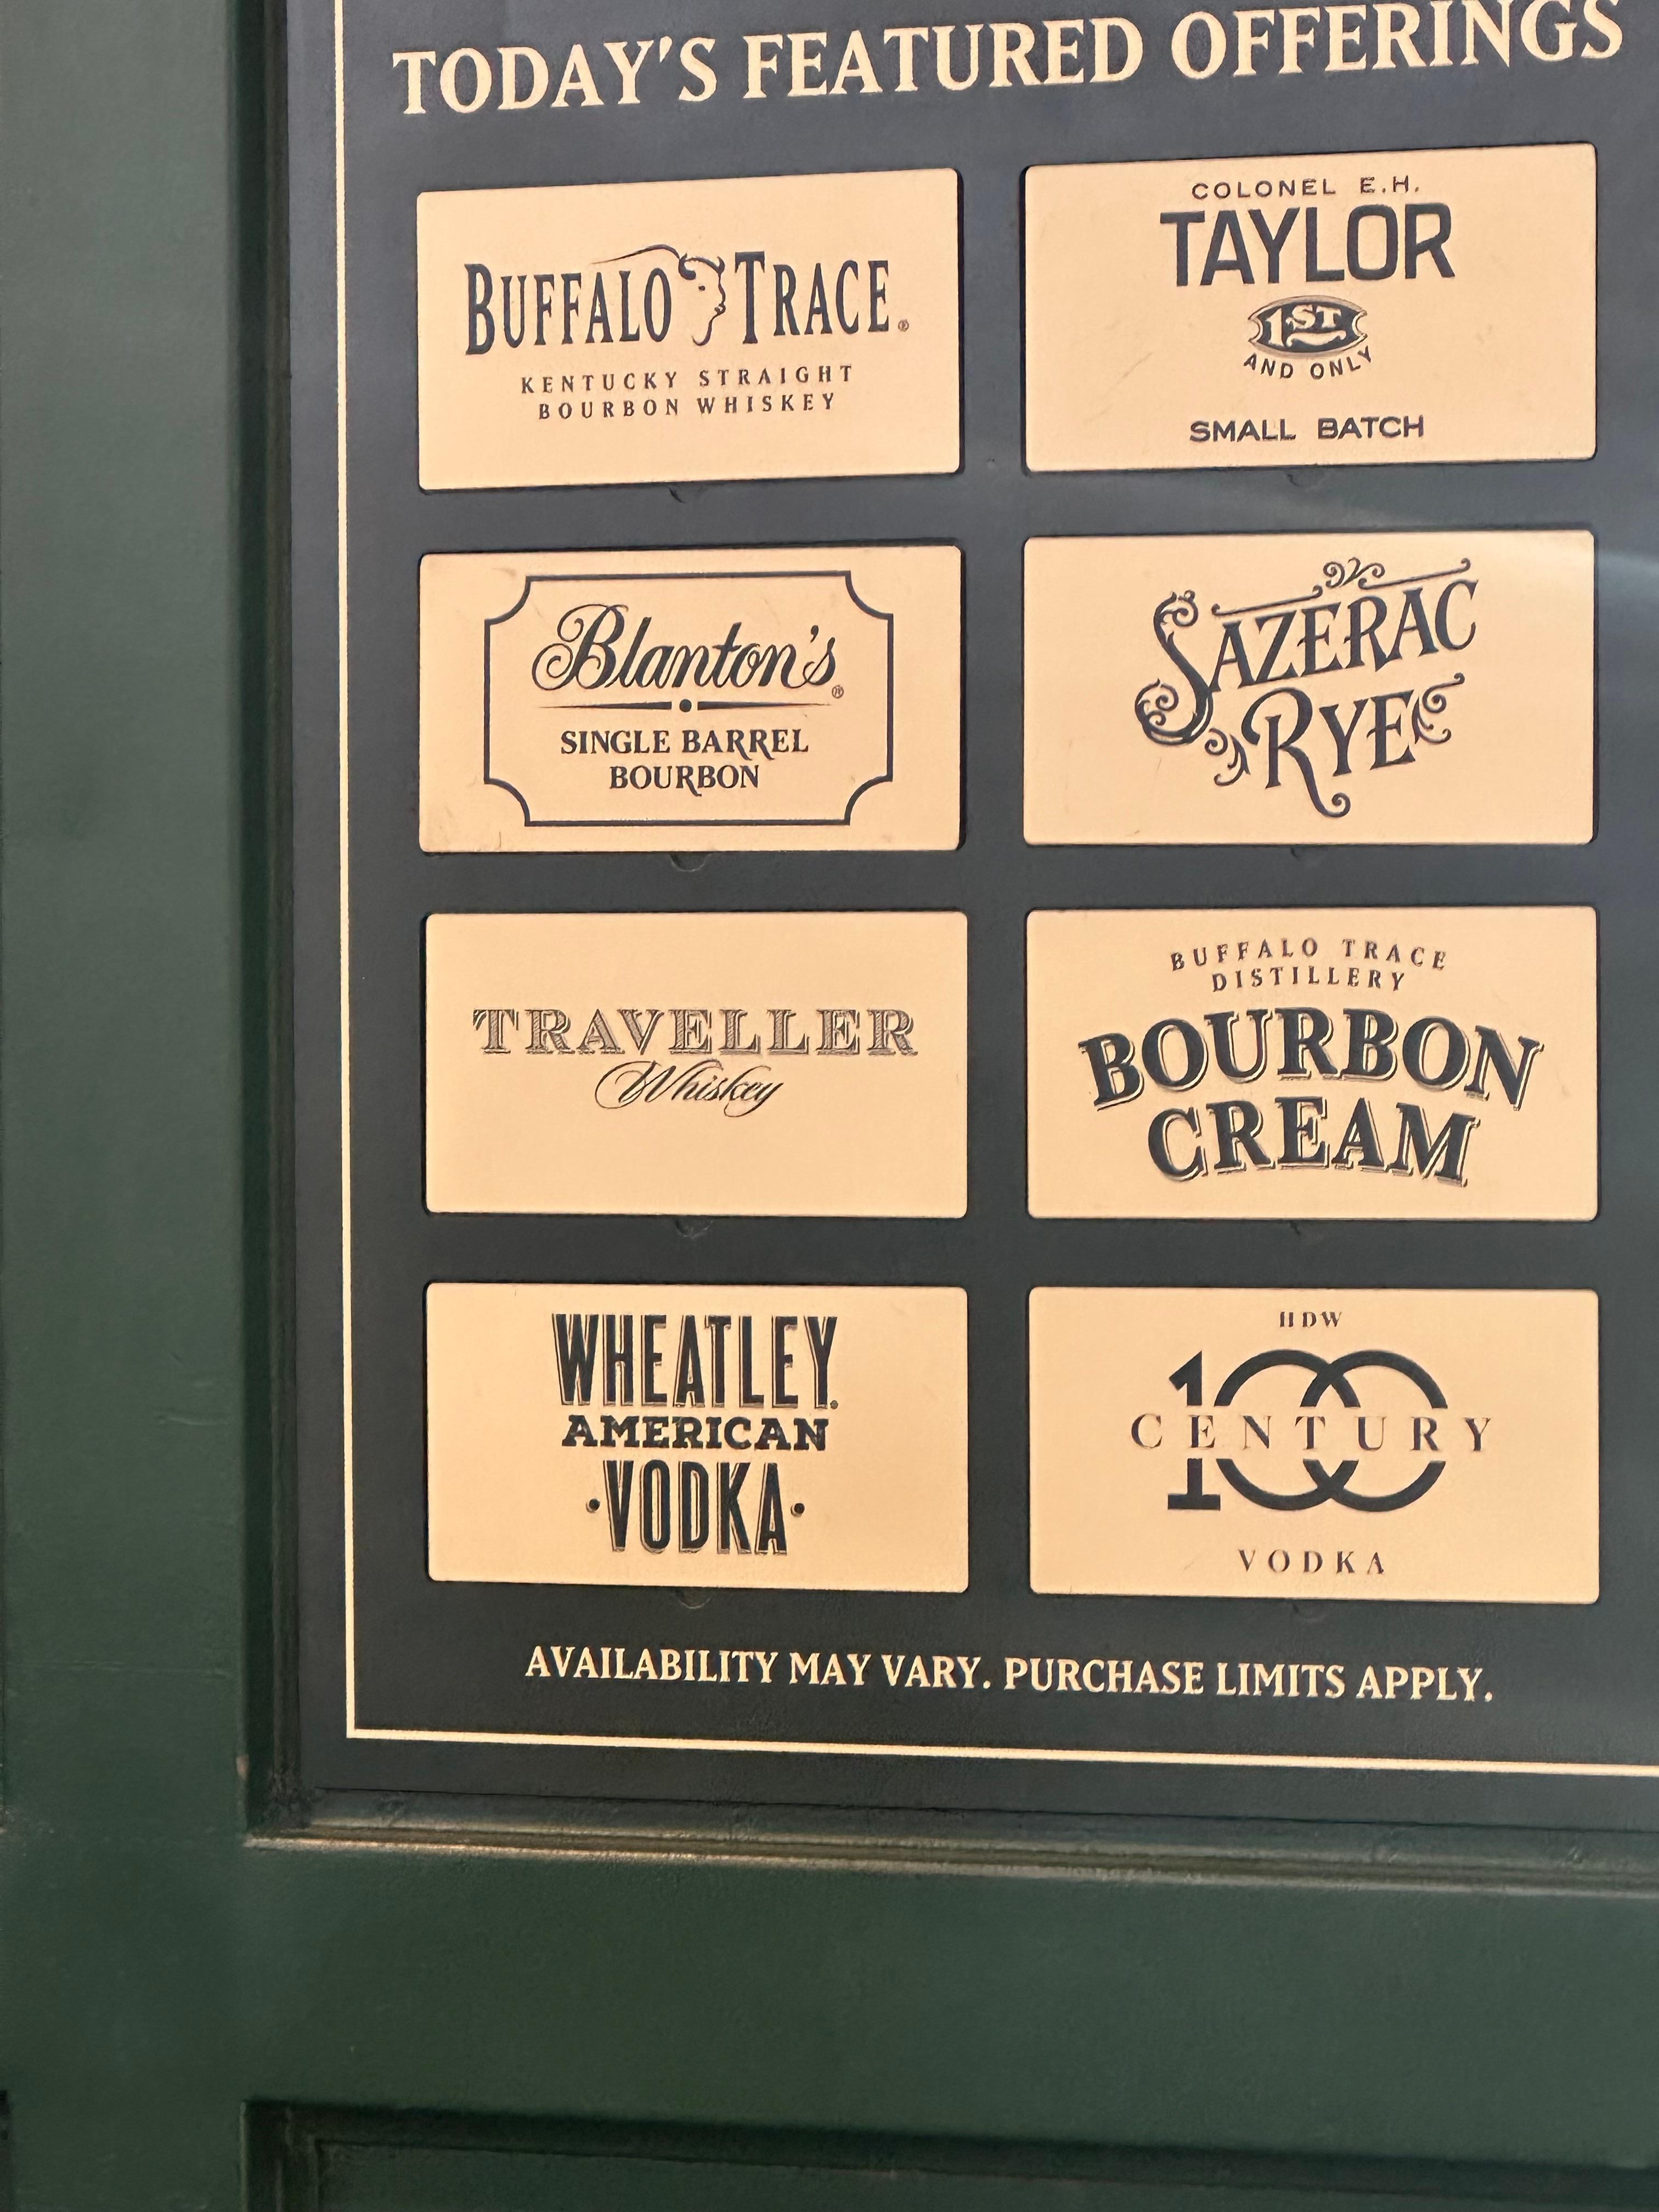 TODAY'S FEATURED OFFERINGS
BUFFALO TRACE®
KENTUCKY STRAIGHT
BOURBON WHISKEY
COLONEL E.H.
TAYLOR
1ST
AND ONLY
SMALL BATCH
Blanton's®
SINGLE BARREL
BOURBON
SAZERAC
RYE
TRAVELLER
Whiskey
BUFFALO TRACE
DISTILLERY
BOURBON
CREAM
WHEATLEY
AMERICAN
·VODKA·
HDW
100
CENTURY
VODKA
AVAILABILITY MAY VARY. PURCHASE LIMITS APPLY.